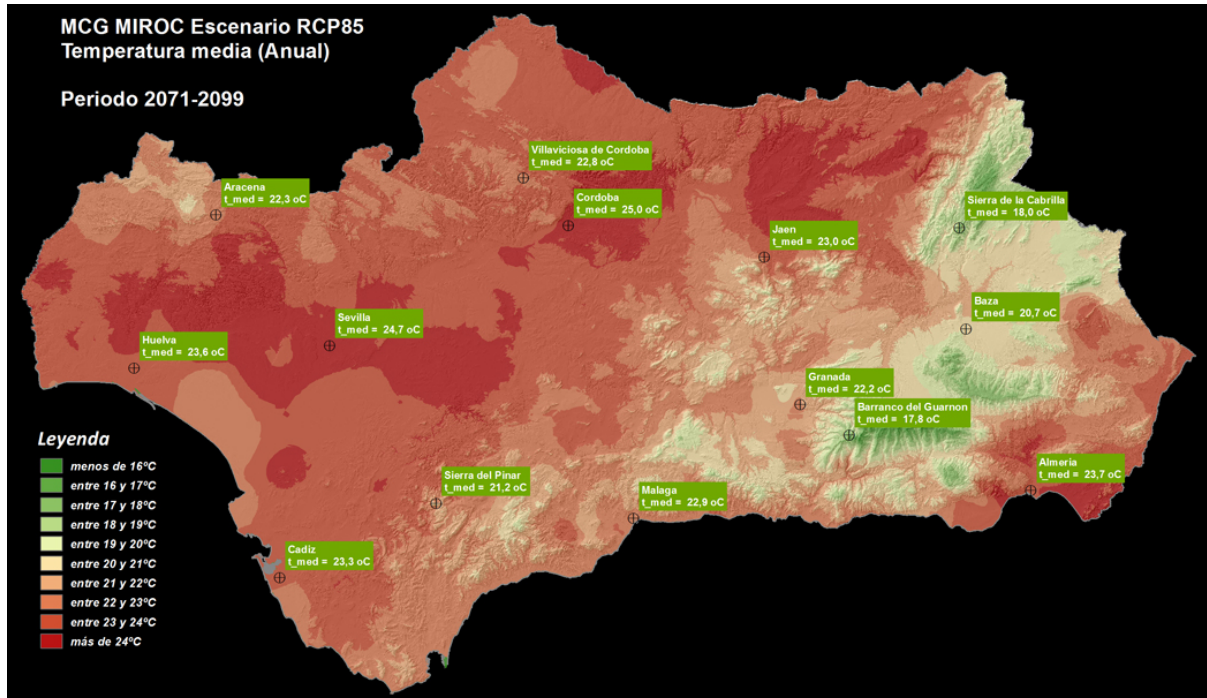 MCG MIROC Escenario RCP85
Temperatura media (Anual)
Periodo 2071-2099
Villaviciosa de Cordoba
t_med = 22,8 oC
Aracena
t_med = 22,3 oC
Cordoba
t_med = 25,0 oC
Sierra de la Cabrilla
t_med = 18,0 oC
Jaen
t_med = 23,0 oC
Baza
t_med = 20,7 oC
Sevilla
t_med = 24,7 oC
Huelva
t_med = 23,6 oC
Granada
t_med = 22,2 oC
Barranco del Guarnon
t_med = 17,8 oC
Sierra del Pinar
t_med = 21,2 oC
Almeria
t_med = 23,7 oC
Malaga
t_med = 22,9 oC
Cadiz
t_med = 23,3 oC
Leyenda
menos de 16ºC
entre 16 y 17ºC
entre 17 y 18ºC
entre 18 y 19ºC
entre 19 y 20ºC
entre 20 y 21ºC
entre 21 y 22ºC
entre 22 y 23ºC
entre 23 y 24ºC
más de 24ºC